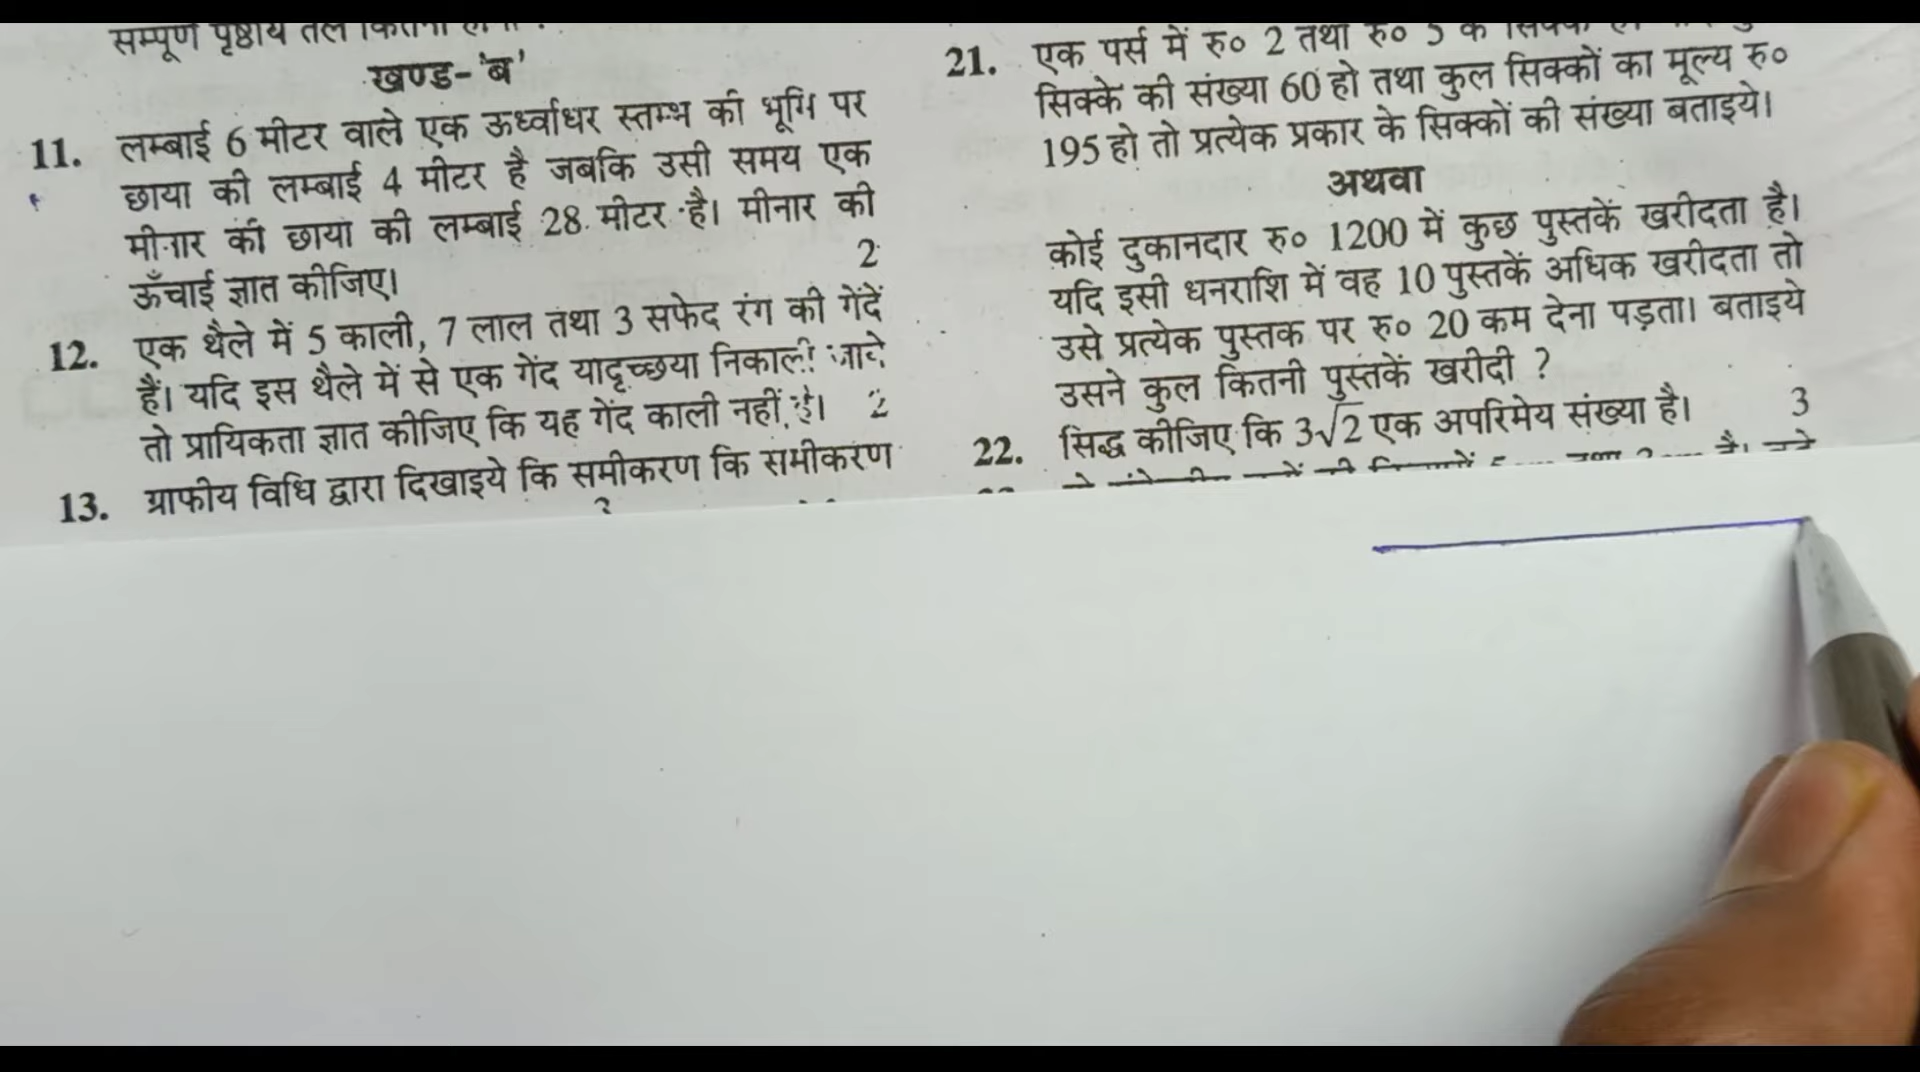 सम्पूर्ण पृष्ठीय तल
खण्ड-'ब'
11. लम्बाई 6 मीटर वाले एक ऊर्ध्वाधर स्तम्भ की भूमि पर
छाया की लम्बाई 4 मीटर है जबकि उसी समय एक
मीनार की छाया की लम्बाई 28 मीटर है। मीनार की
ऊँचाई ज्ञात कीजिए। 2
12. एक थैले में 5 काली, 7 लाल तथा 3 सफेद रंग की गेंदें
हैं। यदि इस थैले में से एक गेंद यादृच्छया निकाली जाये
तो प्रायिकता ज्ञात कीजिए कि यह गेंद काली नहीं है। 2
13. ग्राफीय विधि द्वारा दिखाइये कि समीकरण कि समीकरण
21. एक पर्स में रु० 2 तथा रु० 5 के
सिक्के की संख्या 60 हो तथा कुल सिक्कों का मूल्य रु०
195 हो तो प्रत्येक प्रकार के सिक्कों की संख्या बताइये।
अथवा
कोई दुकानदार रु० 1200 में कुछ पुस्तकें खरीदता है।
यदि इसी धनराशि में वह 10 पुस्तकें अधिक खरीदता तो
उसे प्रत्येक पुस्तक पर रु० 20 कम देना पड़ता। बताइये
उसने कुल कितनी पुस्तकें खरीदी ?
22. सिद्ध कीजिए कि 3√2 एक अपरिमेय संख्या है। 3